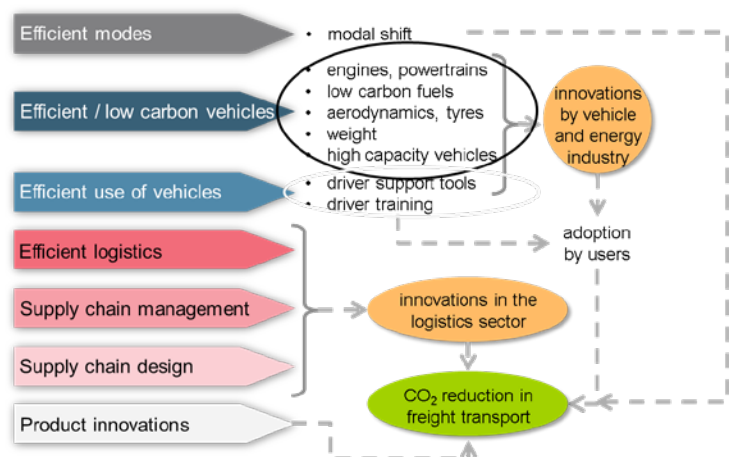 Efficient modes
• modal shift
Efficient / low carbon vehicles
• engines, powertrains
• low carbon fuels
• aerodynamics, tyres
• weight
• high capacity vehicles
innovations
by vehicle
and energy
industry
Efficient use of vehicles
• driver support tools
• driver training
adoption
by users
Efficient logistics
Supply chain management
innovations in the
logistics sector
Supply chain design
CO₂ reduction in
freight transport
Product innovations